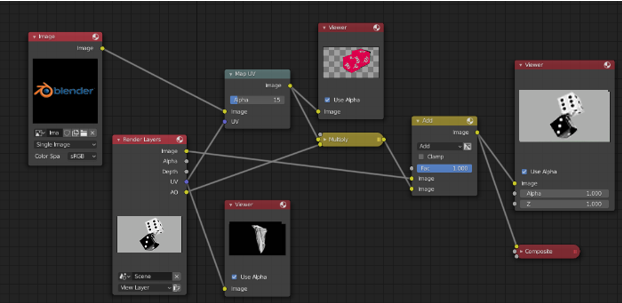 Image
Image
blender
Ima
Single Image
Color Spa
sRGB
Render Layers
Image
Alpha
Depth
UV
AO
Scene
View Layer
Map UV
Image
Alpha
15
Image
UV
Viewer
Use Alpha
Image
Viewer
Use Alpha
Image
Multiply
Add
Image
Add
Clamp
Fac
1.000
Image
Image
Viewer
Use Alpha
Image
Alpha
1.000
Z
1.000
Composite